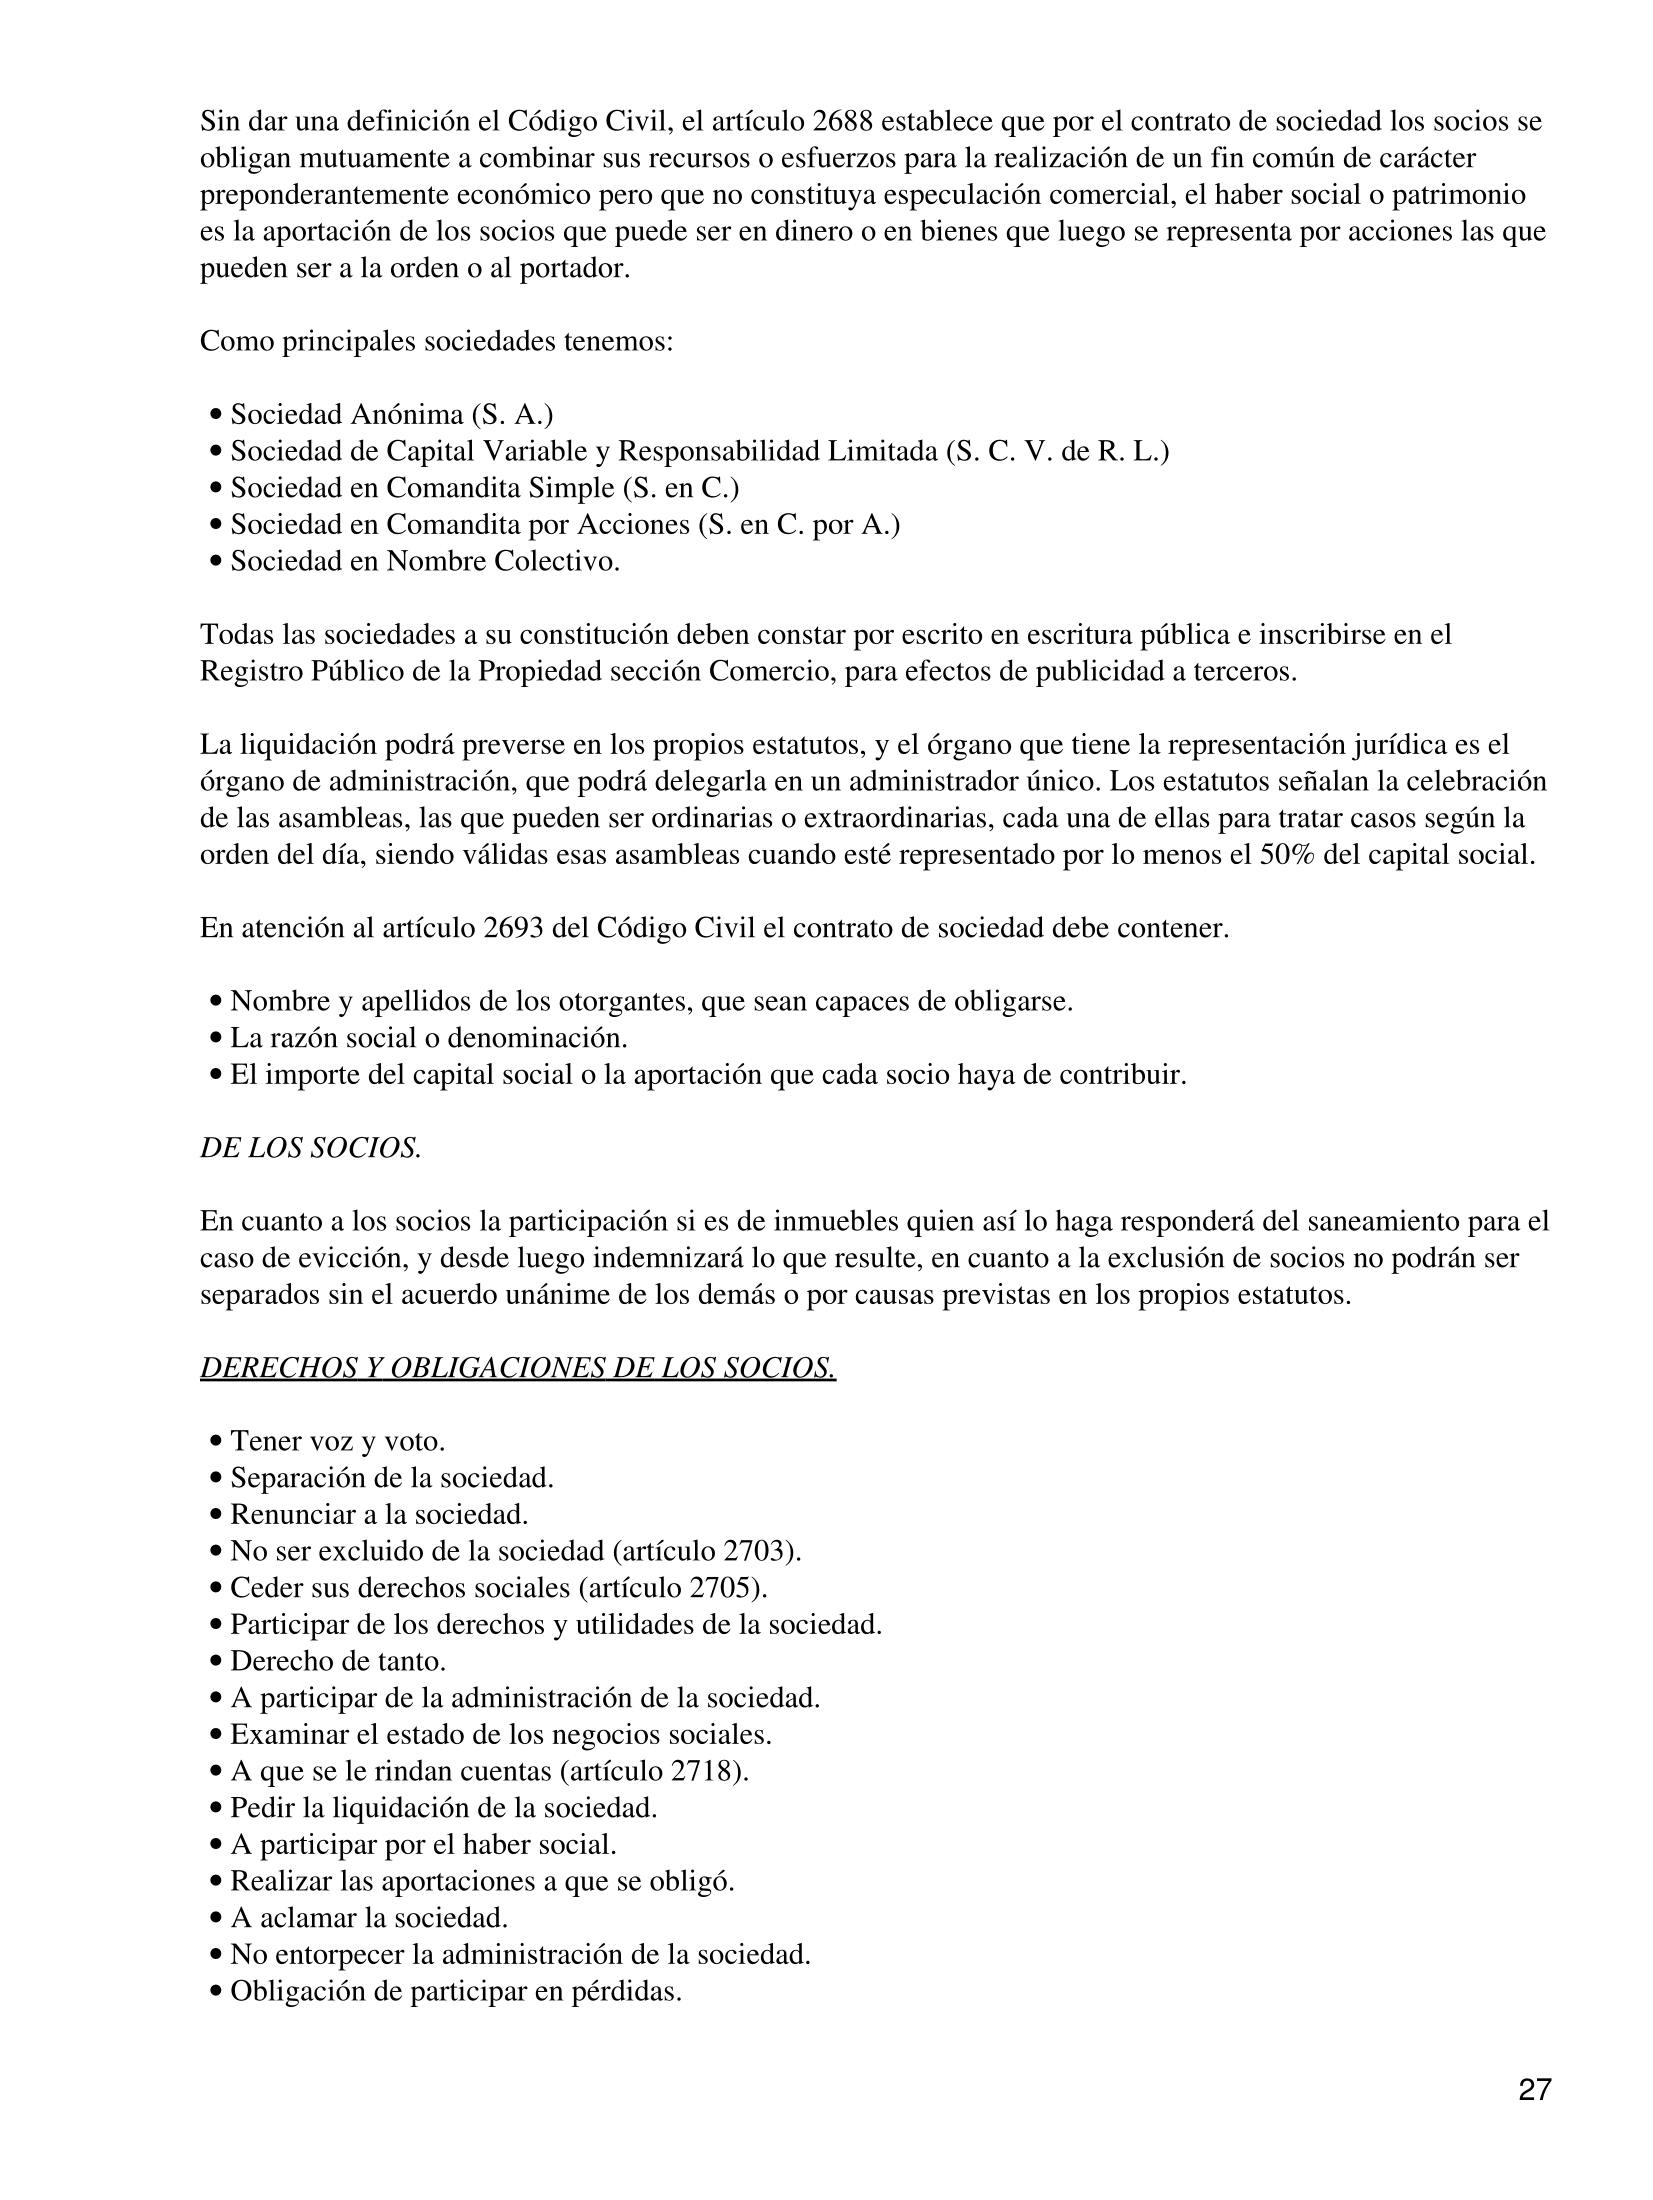 Sin dar una definición el Código Civil, el artículo 2688 establece que por el contrato de sociedad los socios se
obligan mutuamente a combinar sus recursos o esfuerzos para la realización de un fin común de carácter
preponderantemente económico pero que no constituya especulación comercial, el haber social o patrimonio
es la aportación de los socios que puede ser en dinero o en bienes que luego se representa por acciones las que
pueden ser a la orden o al portador.
Como principales sociedades tenemos:
• Sociedad Anónima (S. A.)
• Sociedad de Capital Variable y Responsabilidad Limitada (S. C. V. de R. L.)
• Sociedad en Comandita Simple (S. en C.)
• Sociedad en Comandita por Acciones (S. en C. por A.)
• Sociedad en Nombre Colectivo.
Todas las sociedades a su constitución deben constar por escrito en escritura pública e inscribirse en el
Registro Público de la Propiedad sección Comercio, para efectos de publicidad a terceros.
La liquidación podrá preverse en los propios estatutos, y el órgano que tiene la representación jurídica es el
órgano de administración, que podrá delegarla en un administrador único. Los estatutos señalan la celebración
de las asambleas, las que pueden ser ordinarias o extraordinarias, cada una de ellas para tratar casos según la
orden del día, siendo válidas esas asambleas cuando esté representado por lo menos el 50% del capital social.
En atención al artículo 2693 del Código Civil el contrato de sociedad debe contener.
• Nombre y apellidos de los otorgantes, que sean capaces de obligarse.
• La razón social o denominación.
• El importe del capital social o la aportación que cada socio haya de contribuir.
DE LOS SOCIOS.
En cuanto a los socios la participación si es de inmuebles quien así lo haga responderá del saneamiento para el
caso de evicción, y desde luego indemnizará lo que resulte, en cuanto a la exclusión de socios no podrán ser
separados sin el acuerdo unánime de los demás o por causas previstas en los propios estatutos.
DERECHOS Y OBLIGACIONES DE LOS SOCIOS.
• Tener voz y voto.
• Separación de la sociedad.
• Renunciar a la sociedad.
• No ser excluido de la sociedad (artículo 2703).
• Ceder sus derechos sociales (artículo 2705).
• Participar de los derechos y utilidades de la sociedad.
• Derecho de tanto.
• A participar de la administración de la sociedad.
• Examinar el estado de los negocios sociales.
• A que se le rindan cuentas (artículo 2718).
• Pedir la liquidación de la sociedad.
• A participar por el haber social.
• Realizar las aportaciones a que se obligó.
• A aclamar la sociedad.
• No entorpecer la administración de la sociedad.
• Obligación de participar en pérdidas.
27